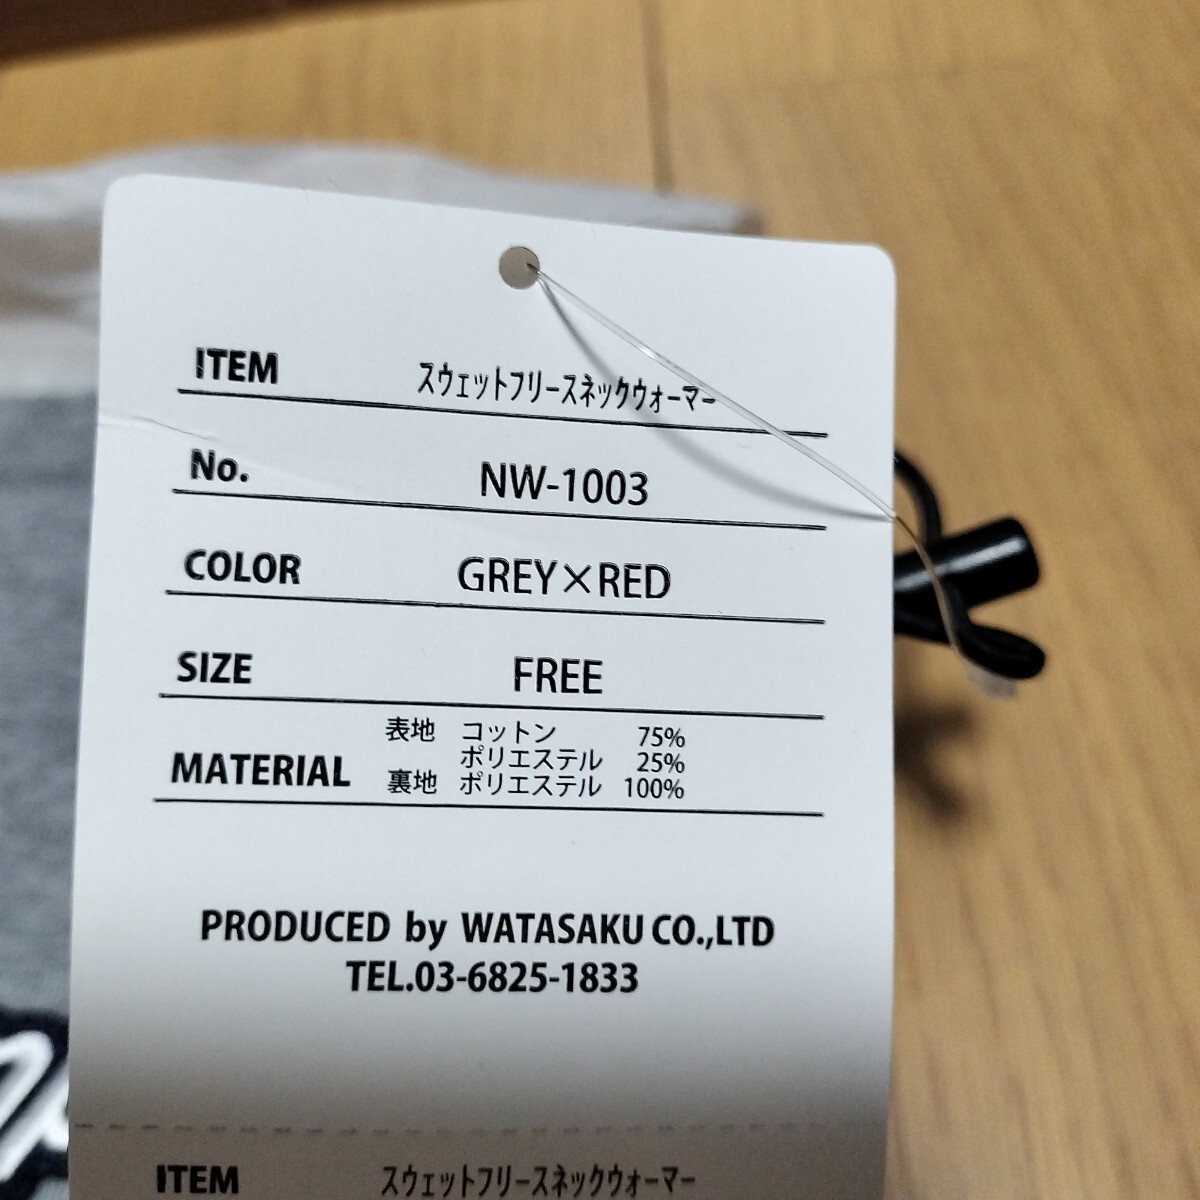 ITEM スウェットフリースネックウォーマー
No. NW-1003
COLOR GREY×RED
SIZE FREE
MATERIAL 表地 コットン 75%
ポリエステル 25%
裏地 ポリエステル 100%
PRODUCED by WATASAKU CO.,LTD
TEL.03-6825-1833
ITEM スウェットフリースネックウォーマー